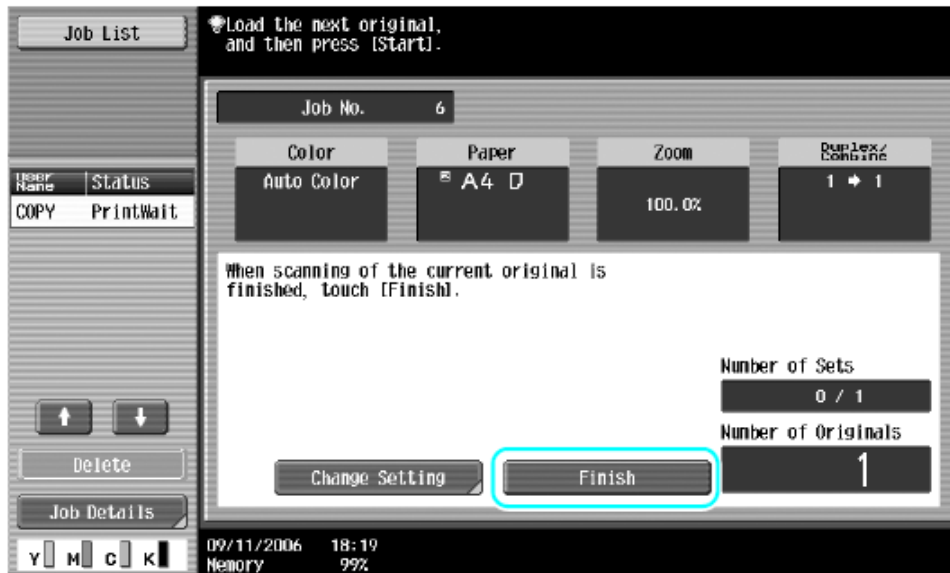 Job List
Load the next original,
and then press [Start].
Job No. 6
Color
Paper
Zoom
Duplex/
Combine
Auto Color
A4
100.0%
1 → 1
User
Name
Status
COPY
PrintWait
When scanning of the current original is
finished, touch [Finish].
Number of Sets
0 / 1
Number of Originals
1
Change Setting
Finish
Delete
Job Details
Y M C K
09/11/2006 18:19
Memory 99%